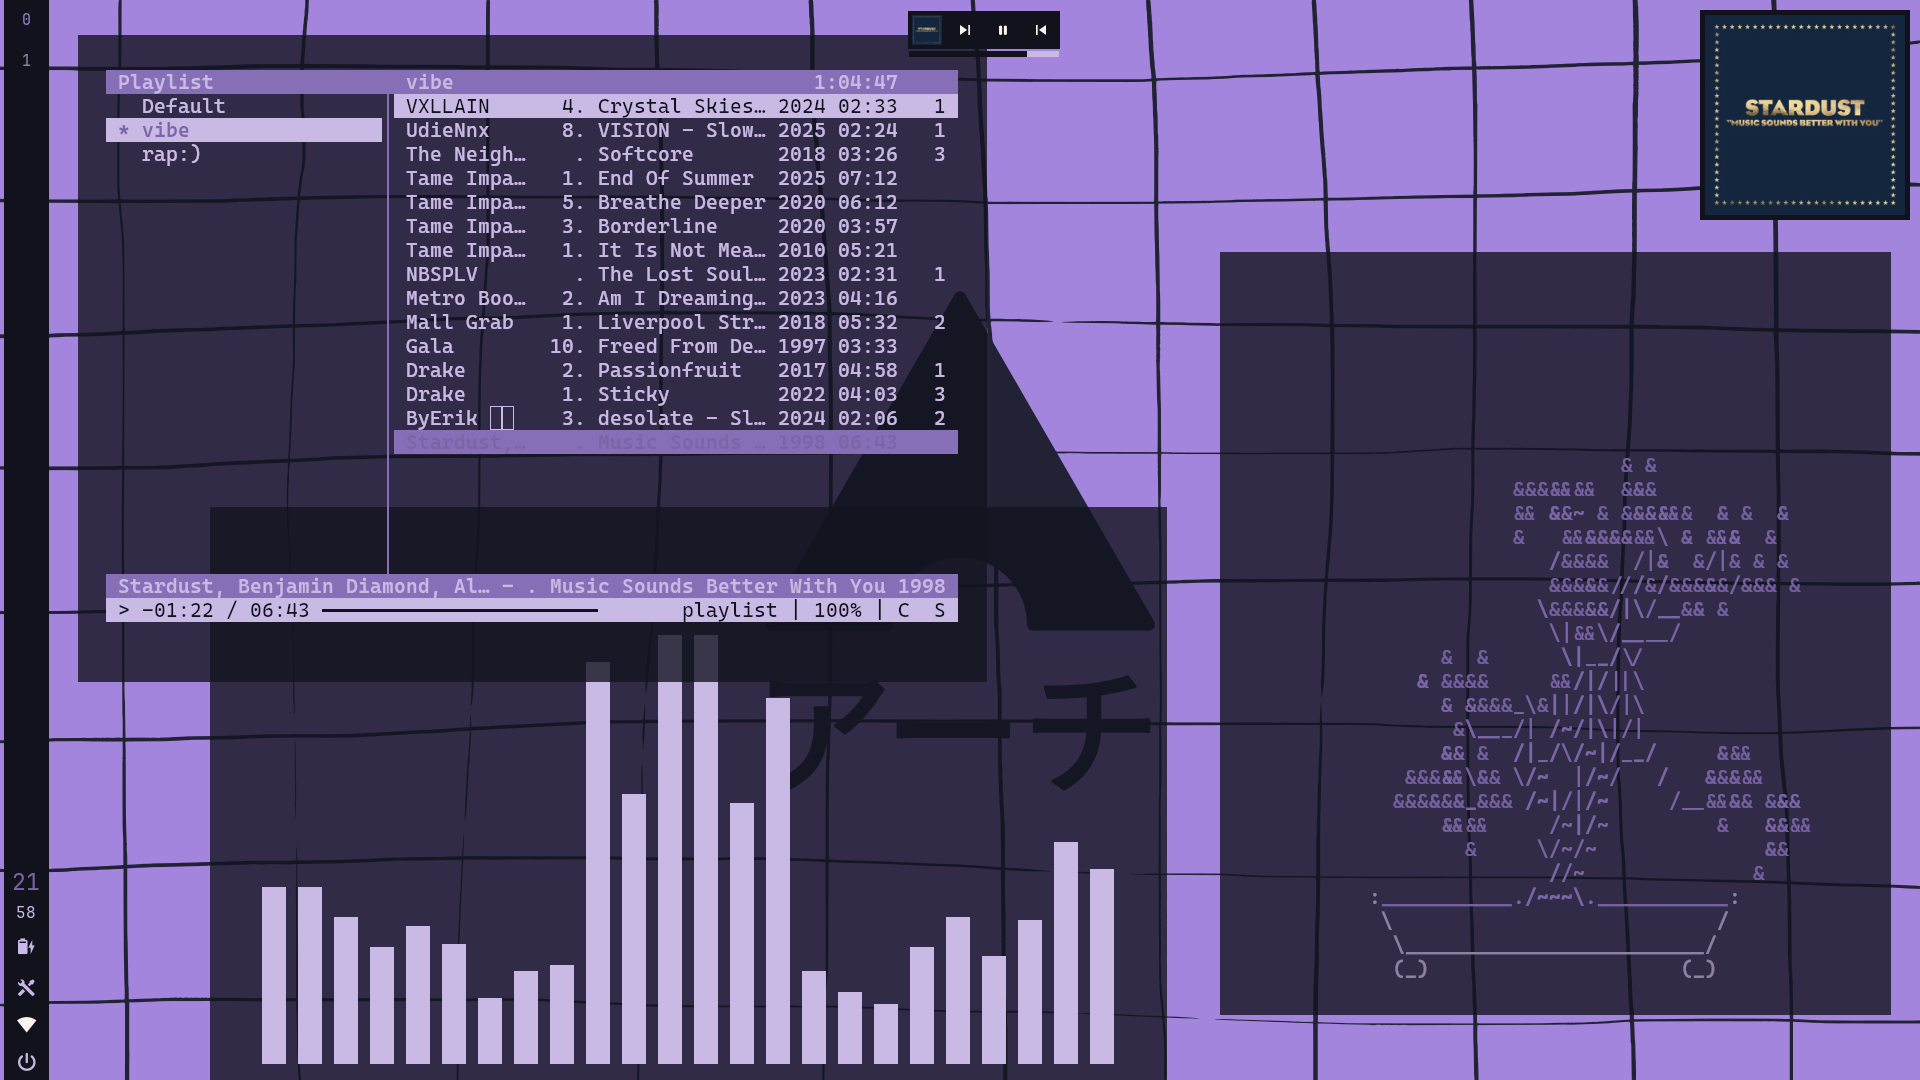 0
1
STARDUST
STARDUST
"MUSIC SOUNDS BETTER WITH YOU"
Playlist vibe 1:04:47
Default
* vibe
rap:)
VXLLAIN 4. Crystal Skies… 2024 02:33 1
UdieNnx 8. VISION – Slow… 2025 02:24 1
The Neigh… . Softcore 2018 03:26 3
Tame Impa… 1. End Of Summer 2025 07:12
Tame Impa… 5. Breathe Deeper 2020 06:12
Tame Impa… 3. Borderline 2020 03:57
Tame Impa… 1. It Is Not Mea… 2010 05:21
NBSPLV . The Lost Soul… 2023 02:31 1
Metro Boo… 2. Am I Dreaming… 2023 04:16
Mall Grab 1. Liverpool Str… 2018 05:32 2
Gala 10. Freed From De… 1997 03:33
Drake 2. Passionfruit 2017 04:58 1
Drake 1. Sticky 2022 04:03 3
ByErik 3. desolate – Sl… 2024 02:06 2
Stardust,… . Music Sounds … 1998 06:43
Stardust, Benjamin Diamond, Al… – . Music Sounds Better With You 1998
> –01:22 / 06:43 playlist | 100% | C S
アーチ
21
58